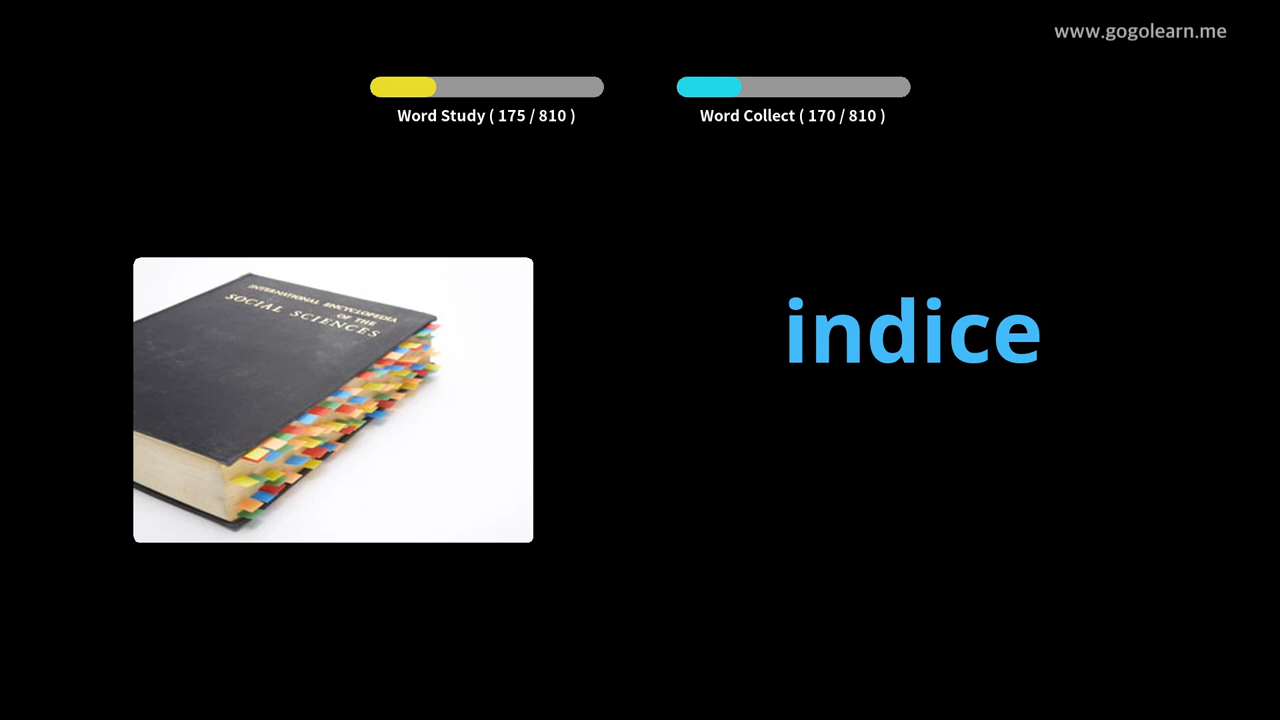 www.gogolearn.me
Word Study ( 175 / 810 )
Word Collect ( 170 / 810 )
INTERNATIONAL ENCYCLOPEDIA
OF THE
SOCIAL SCIENCES
indice